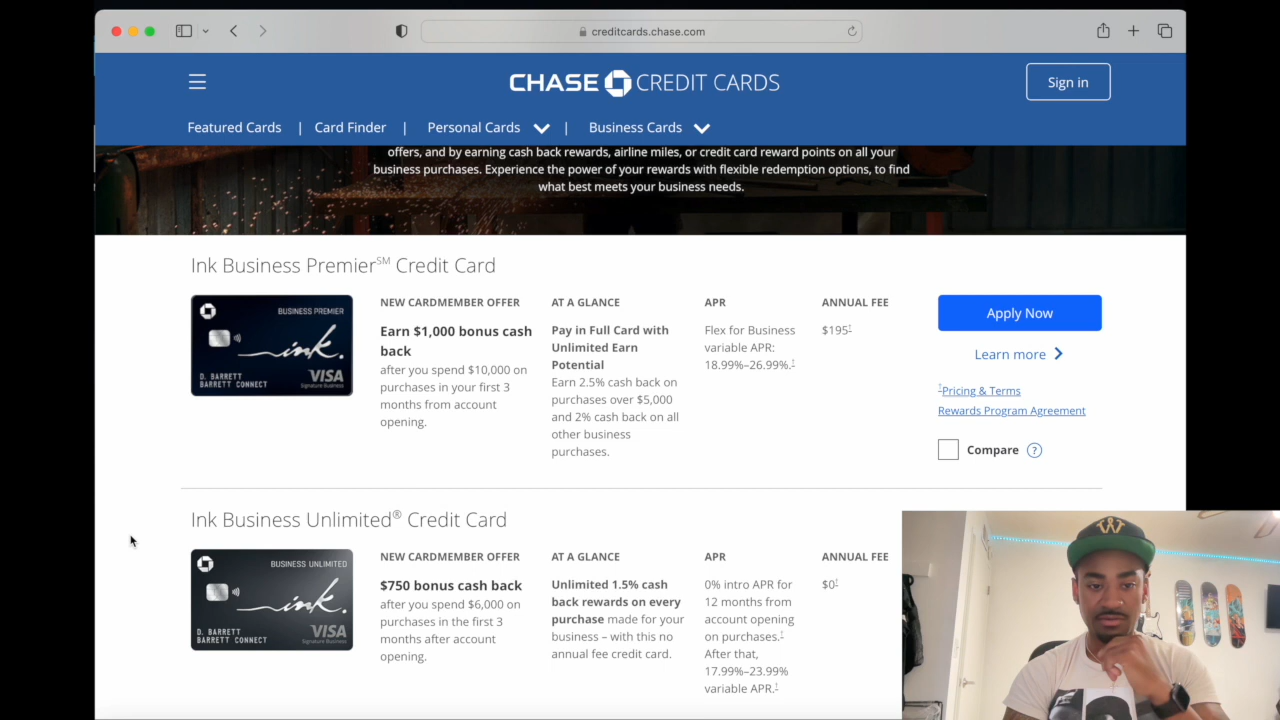 creditcards.chase.com
CHASE CREDIT CARDS
Sign in
Featured Cards | Card Finder | Personal Cards | Business Cards
offers, and by earning cash back rewards, airline miles, or credit card reward points on all your
business purchases. Experience the power of your rewards with flexible redemption options, to find
what best meets your business needs.
Ink Business Premier℠ Credit Card
BUSINESS PREMIER
ink.
D. BARRETT
BARRETT CONNECT
VISA
Signature Business
NEW CARDMEMBER OFFER
Earn $1,000 bonus cash
back
after you spend $10,000 on
purchases in your first 3
months from account
opening.
AT A GLANCE
Pay in Full Card with
Unlimited Earn
Potential
Earn 2.5% cash back on
purchases over $5,000
and 2% cash back on all
other business
purchases.
APR
Flex for Business
variable APR:
18.99%–26.99%.†
ANNUAL FEE
$195†
Apply Now
Learn more
†Pricing & Terms
Rewards Program Agreement
Compare ?
Ink Business Unlimited® Credit Card
BUSINESS UNLIMITED
ink.
D. BARRETT
BARRETT CONNECT
VISA
Signature Business
NEW CARDMEMBER OFFER
$750 bonus cash back
after you spend $6,000 on
purchases in the first 3
months after account
opening.
AT A GLANCE
Unlimited 1.5% cash
back rewards on every
purchase made for your
business – with this no
annual fee credit card.
APR
0% intro APR for
12 months from
account opening
on purchases.†
After that,
17.99%–23.99%
variable APR.†
ANNUAL FEE
$0†
W